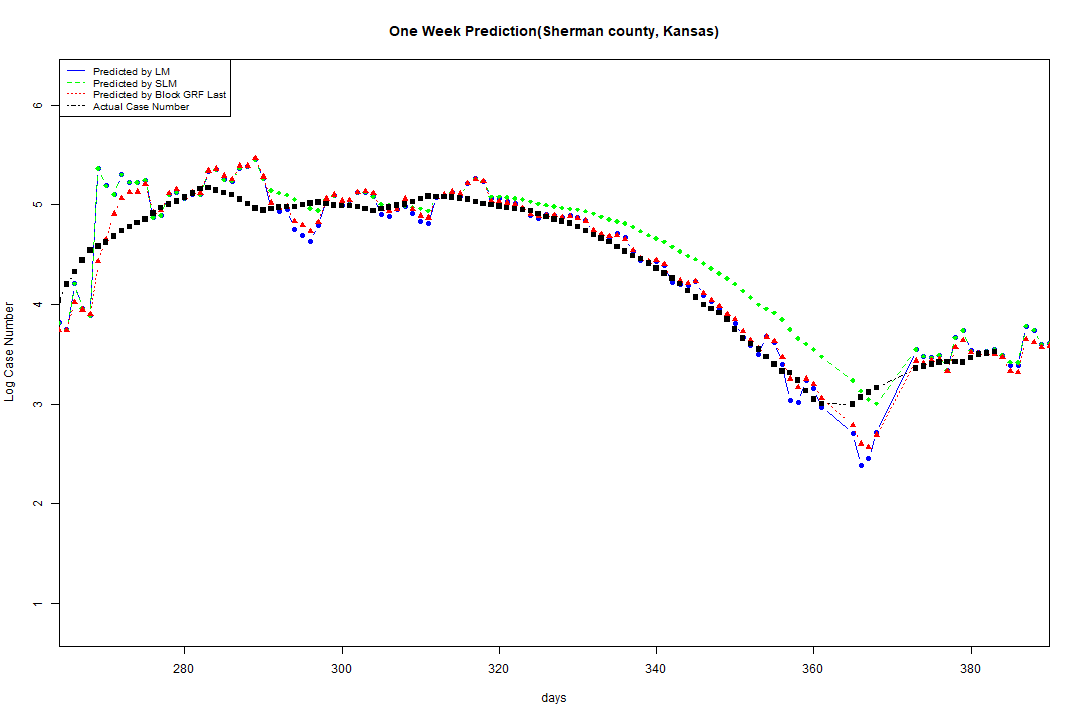 One Week Prediction(Sherman county, Kansas)
Predicted by LM
Predicted by SLM
Predicted by Block GRF Last
Actual Case Number
6
5
4
3
2
1
Log Case Number
280 300 320 340 360 380
days